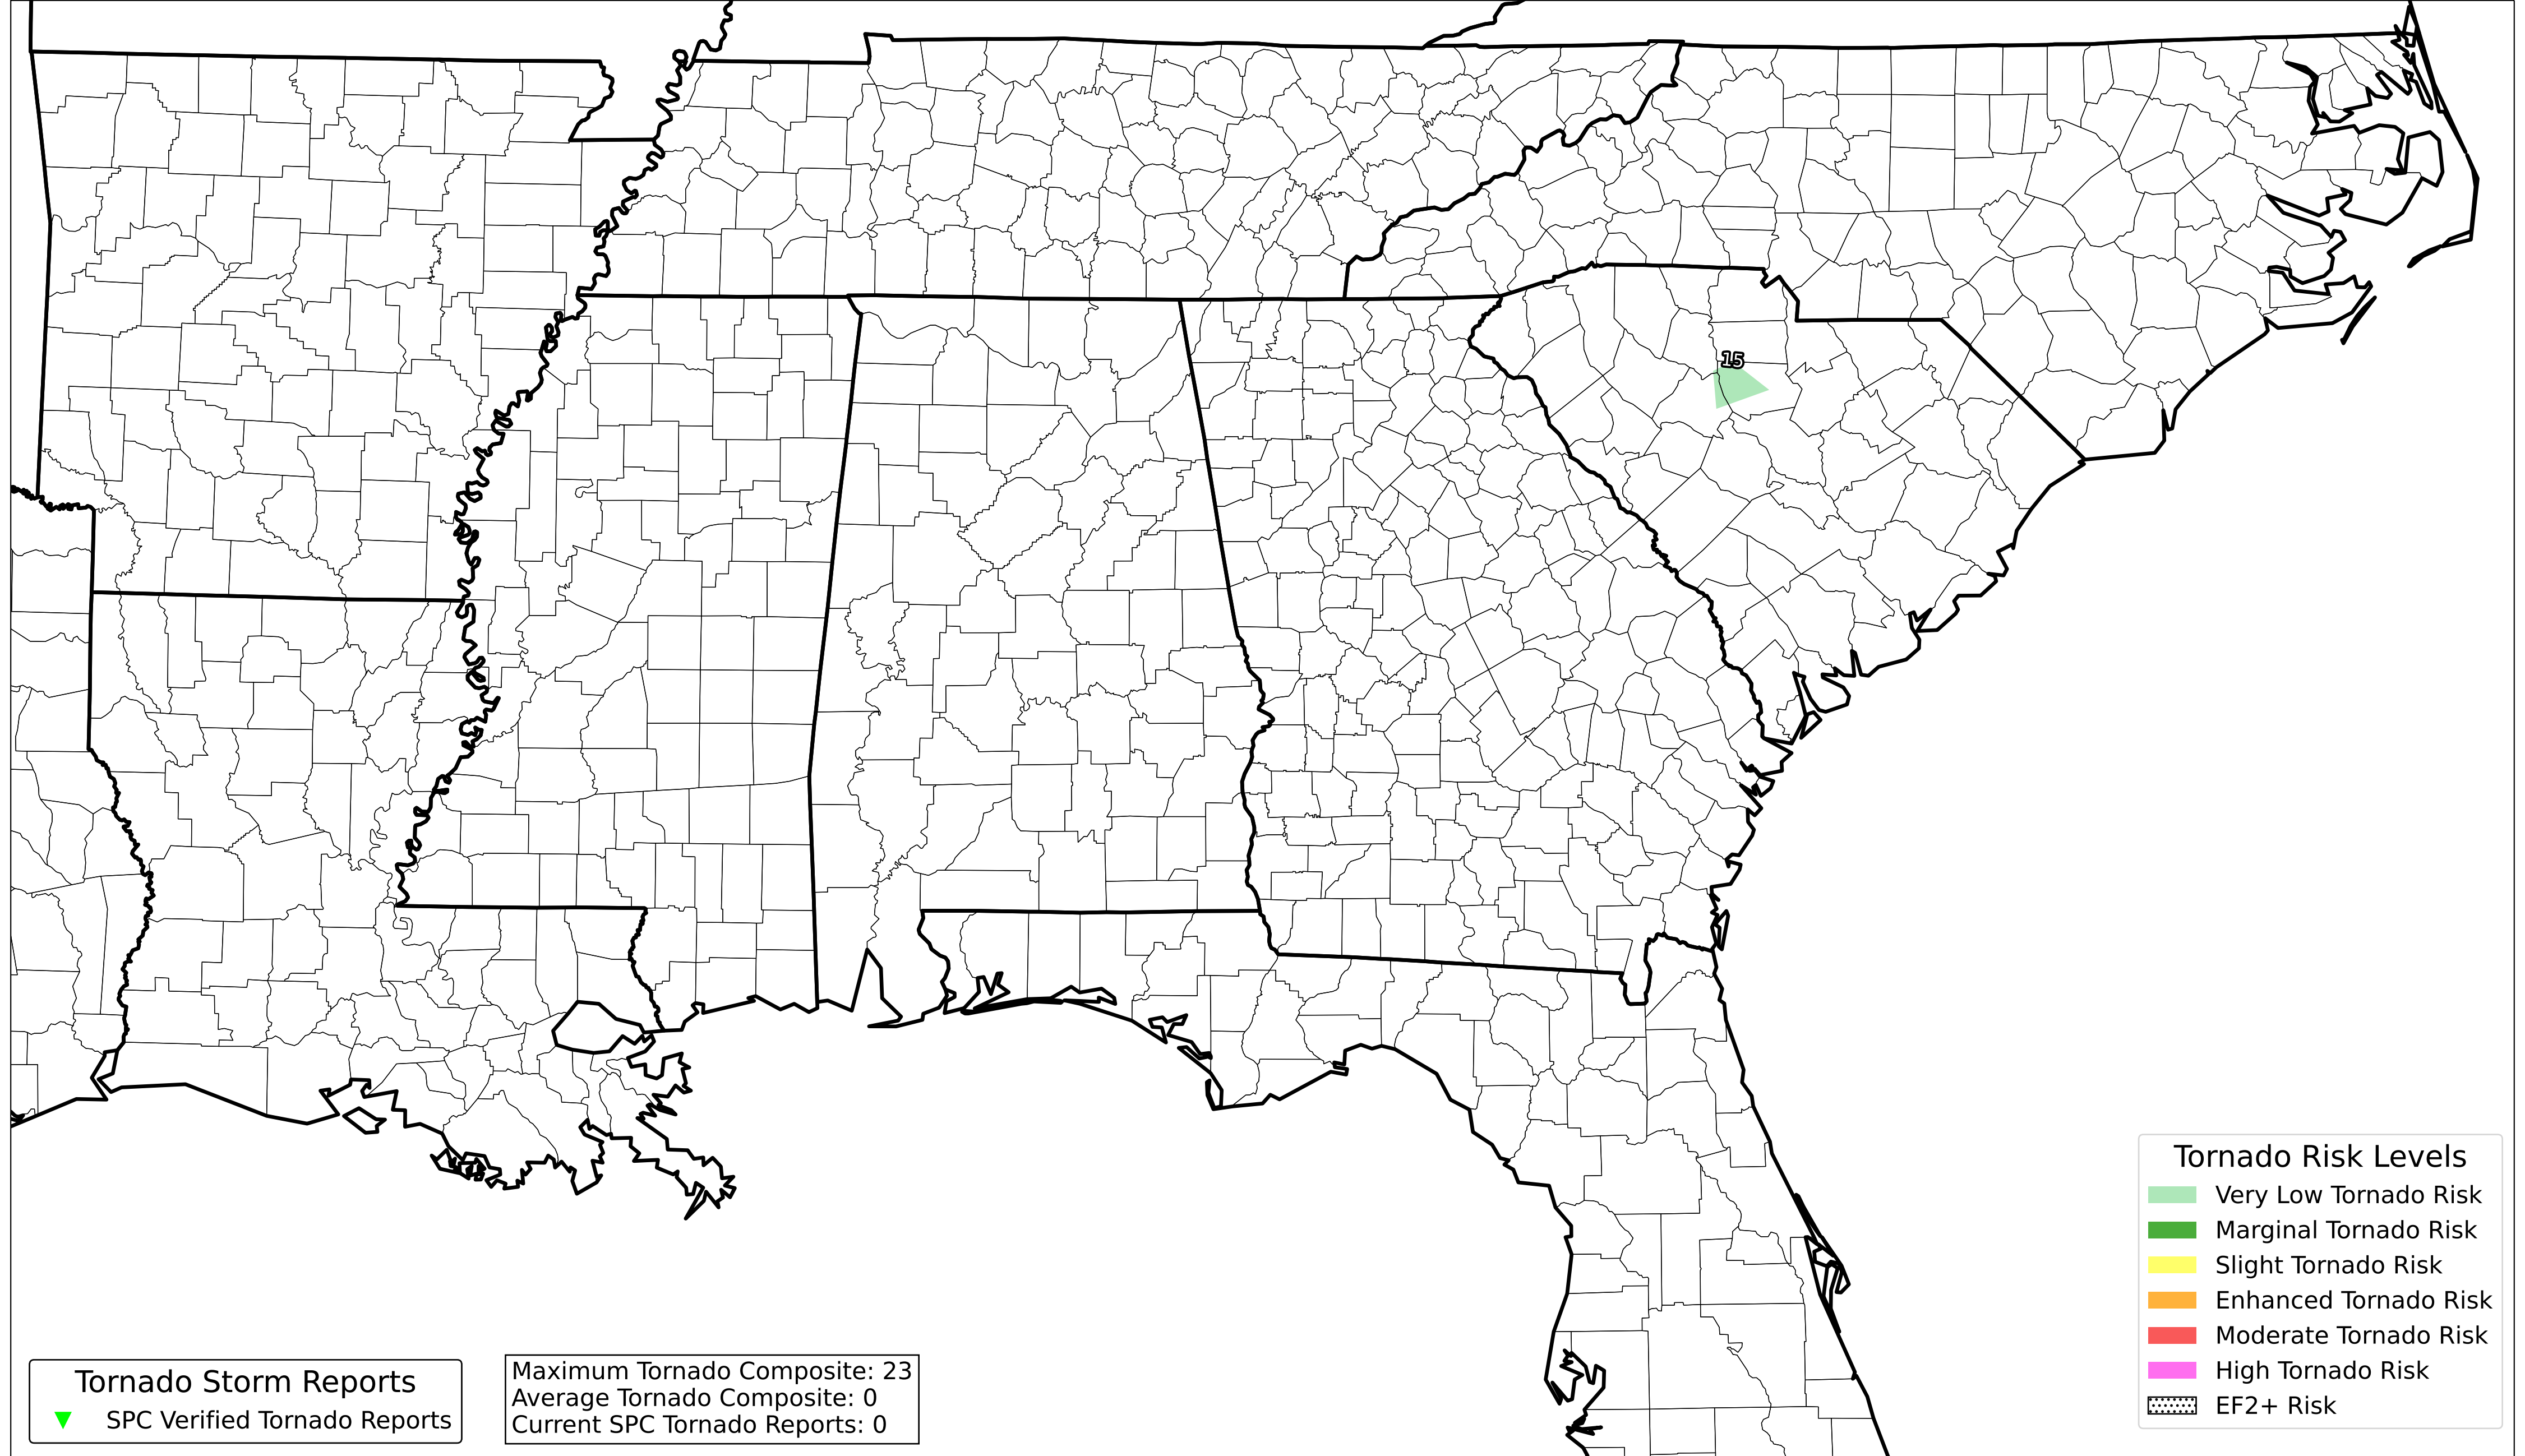 15
Tornado Risk Levels
Very Low Tornado Risk
Marginal Tornado Risk
Slight Tornado Risk
Enhanced Tornado Risk
Moderate Tornado Risk
High Tornado Risk
EF2+ Risk
Tornado Storm Reports
SPC Verified Tornado Reports
Maximum Tornado Composite: 23
Average Tornado Composite: 0
Current SPC Tornado Reports: 0